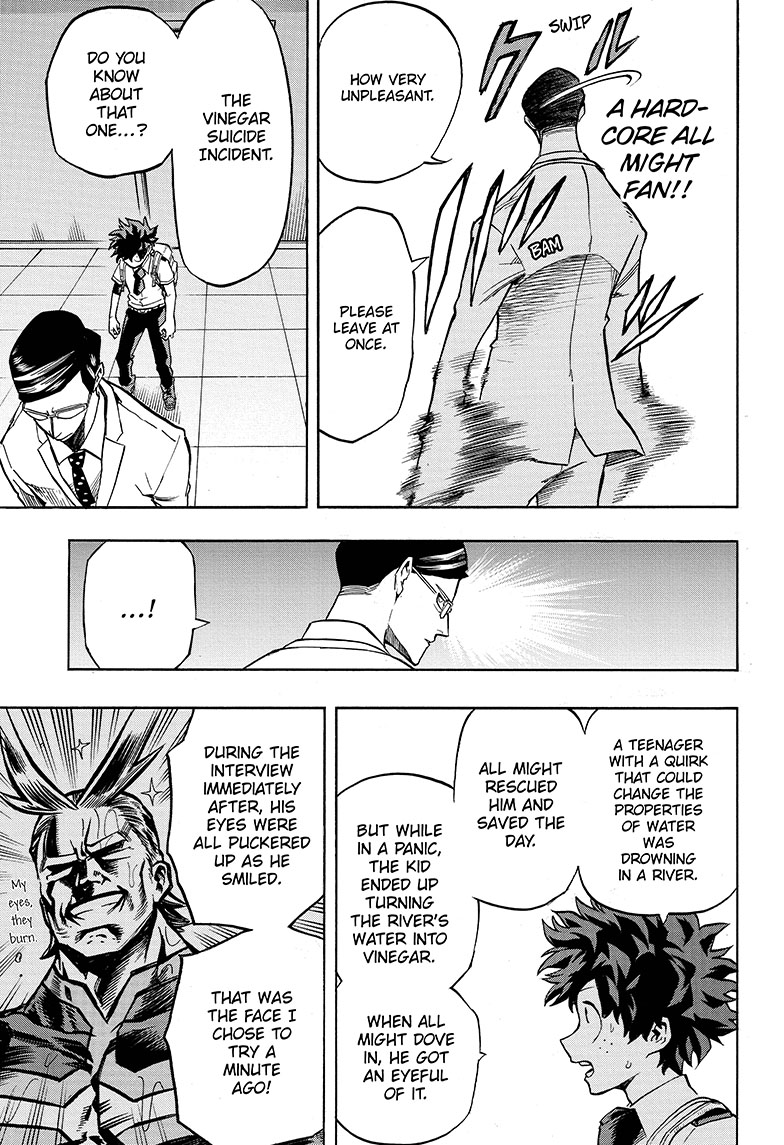 SWIP
A HARD-
CORE ALL
MIGHT
FAN!!
HOW VERY
UNPLEASANT.
BAM
PLEASE
LEAVE AT
ONCE.
THE
VINEGAR
SUICIDE
INCIDENT.
DO YOU
KNOW
ABOUT
THAT
ONE...?
...!
A TEENAGER
WITH A QUIRK
THAT COULD
CHANGE THE
PROPERTIES
OF WATER
WAS
DROWNING
IN A RIVER.
ALL MIGHT
RESCUED
HIM AND
SAVED THE
DAY.
BUT WHILE
IN A PANIC,
THE KID
ENDED UP
TURNING
THE RIVER'S
WATER INTO
VINEGAR.
WHEN ALL
MIGHT DOVE
IN, HE GOT
AN EYEFUL
OF IT.
DURING THE
INTERVIEW
IMMEDIATELY
AFTER, HIS
EYES WERE
ALL PUCKERED
UP AS HE
SMILED.
My
eyes,
they
burn.
THAT WAS
THE FACE I
CHOSE TO
TRY A
MINUTE
AGO!